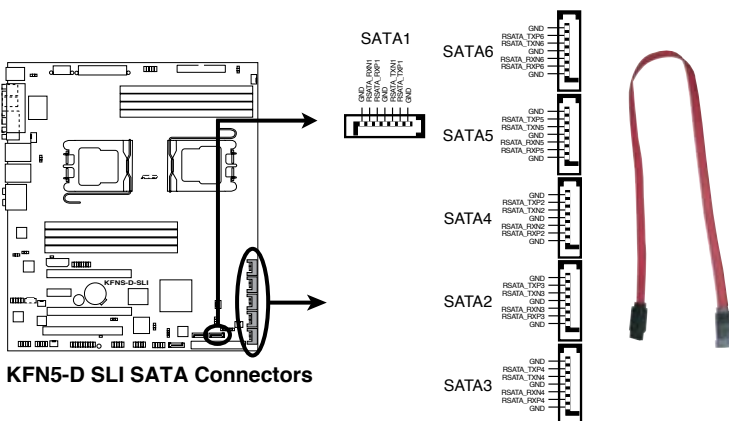 SATA1
GND
RSATA_RXN1
RSATA_RXP1
GND
RSATA_TXN1
RSATA_TXP1
GND
SATA6
GND
RSATA_TXP6
RSATA_TXN6
GND
RSATA_RXN6
RSATA_RXP6
GND
SATA5
GND
RSATA_TXP5
RSATA_TXN5
GND
RSATA_RXN5
RSATA_RXP5
GND
SATA4
GND
RSATA_TXP2
RSATA_TXN2
GND
RSATA_RXN2
RSATA_RXP2
GND
SATA2
GND
RSATA_TXP3
RSATA_TXN3
GND
RSATA_RXN3
RSATA_RXP3
GND
SATA3
GND
RSATA_TXP4
RSATA_TXN4
GND
RSATA_RXN4
RSATA_RXP4
GND
KFNS-D-SLI
KFN5-D SLI SATA Connectors